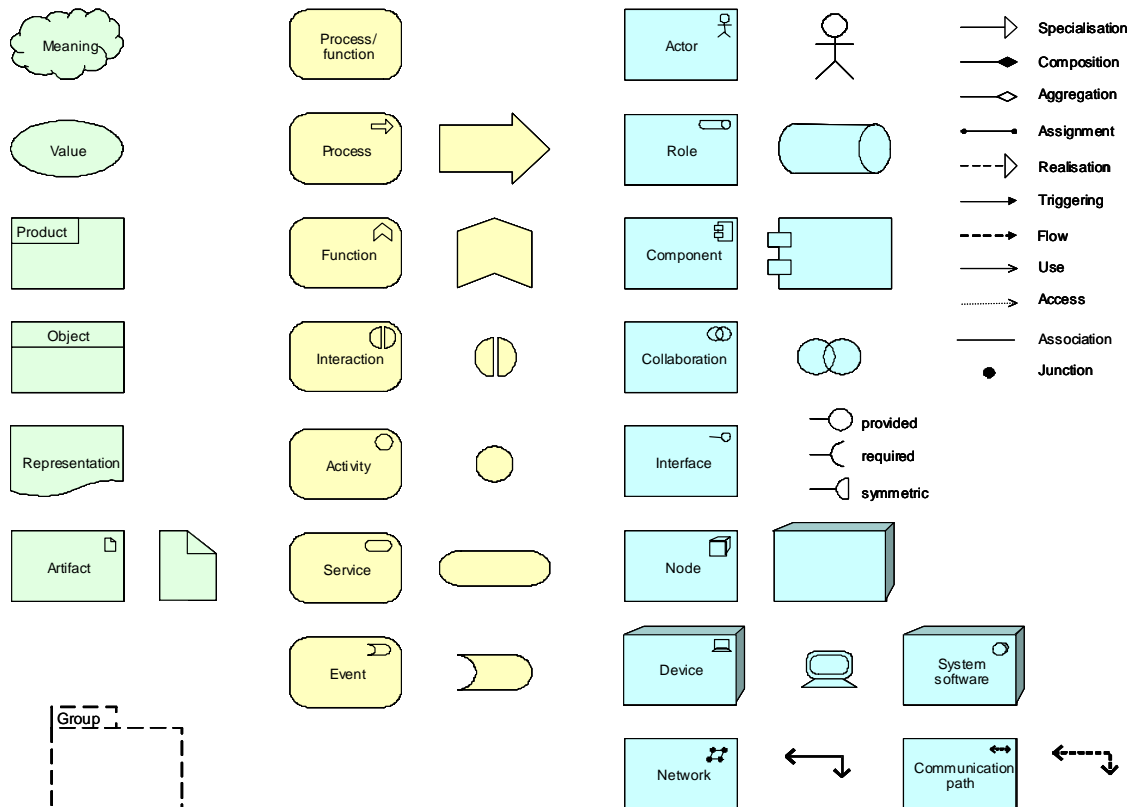 Meaning
Value
Product
Object
Representation
Artifact
Group
Process/
function
Process
Function
Interaction
Activity
Service
Event
Actor
Role
Component
Collaboration
Interface
provided
required
symmetric
Node
Device
System
software
Network
Communication
path
Specialisation
Composition
Aggregation
Assignment
Realisation
Triggering
Flow
Use
Access
Association
Junction